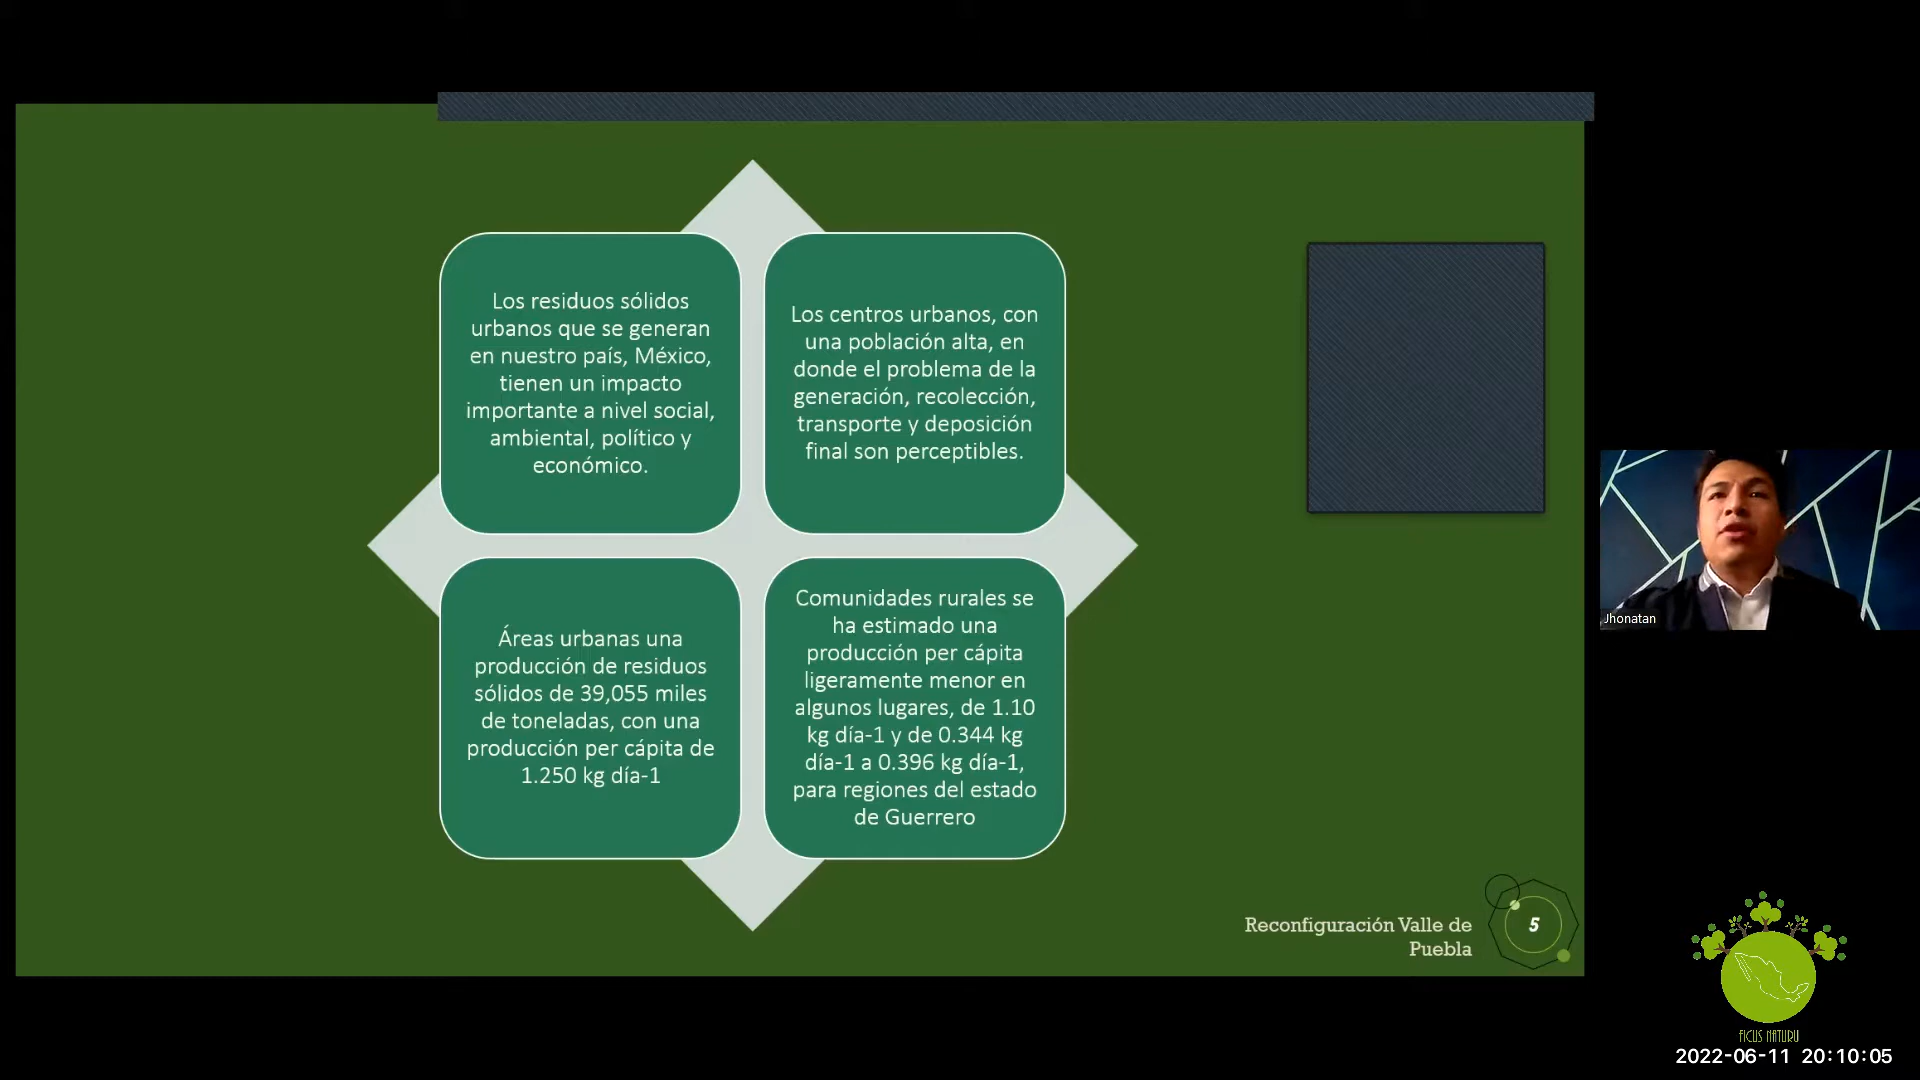 Los residuos sólidos
urbanos que se generan
en nuestro país, México,
tienen un impacto
importante a nivel social,
ambiental, político y
económico.
Los centros urbanos, con
una población alta, en
donde el problema de la
generación, recolección,
transporte y deposición
final son perceptibles.
Áreas urbanas una
producción de residuos
sólidos de 39,055 miles
de toneladas, con una
producción per cápita de
1.250 kg día-1
Comunidades rurales se
ha estimado una
producción per cápita
ligeramente menor en
algunos lugares, de 1.10
kg día-1 y de 0.344 kg
día-1 a 0.396 kg día-1,
para regiones del estado
de Guerrero
Reconfiguración Valle de
Puebla
5
Jhonatan
FICUS NATURU
2022-06-11 20:10:05